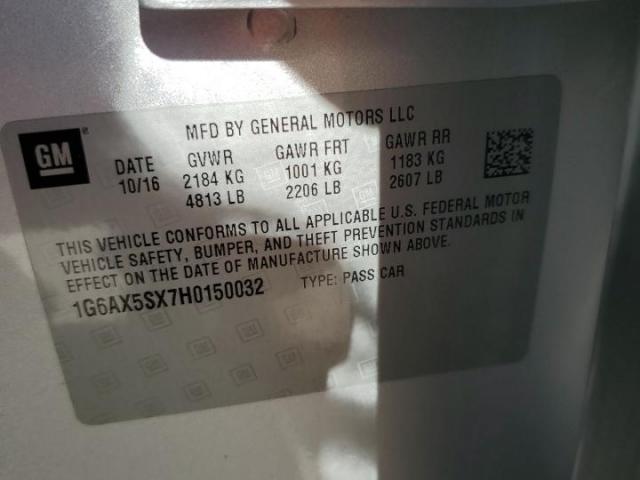 MFD BY GENERAL MOTORS LLC
GM
DATE GVWR GAWR FRT GAWR RR
10/16 2184 KG 1001 KG 1183 KG
4813 LB 2206 LB 2607 LB
THIS VEHICLE CONFORMS TO ALL APPLICABLE U.S. FEDERAL MOTOR
VEHICLE SAFETY, BUMPER, AND THEFT PREVENTION STANDARDS IN
EFFECT ON THE DATE OF MANUFACTURE SHOWN ABOVE.
1G6AX5SX7H0150032 TYPE: PASS CAR